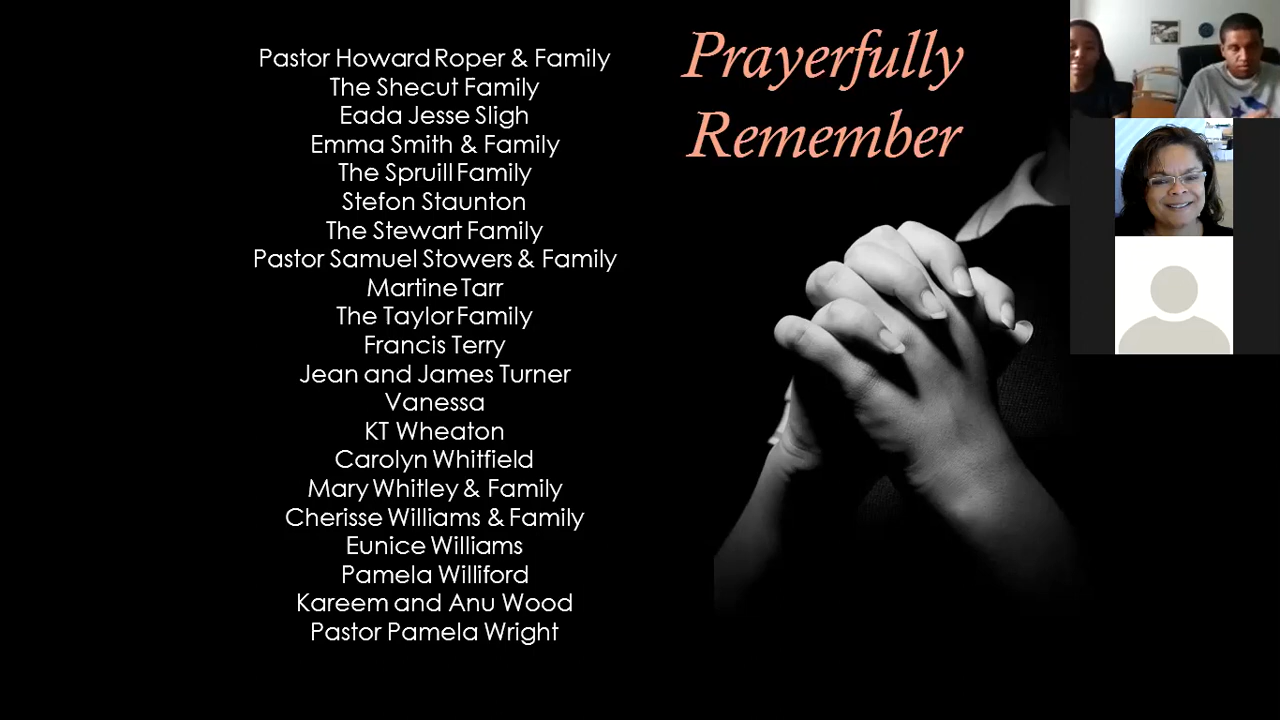 Pastor Howard Roper & Family
The Shecut Family
Eada Jesse Sligh
Emma Smith & Family
The Spruill Family
Stefon Staunton
The Stewart Family
Pastor Samuel Stowers & Family
Martine Tarr
The Taylor Family
Francis Terry
Jean and James Turner
Vanessa
KT Wheaton
Carolyn Whitfield
Mary Whitley & Family
Cherisse Williams & Family
Eunice Williams
Pamela Williford
Kareem and Anu Wood
Pastor Pamela Wright
Prayerfully
Remember